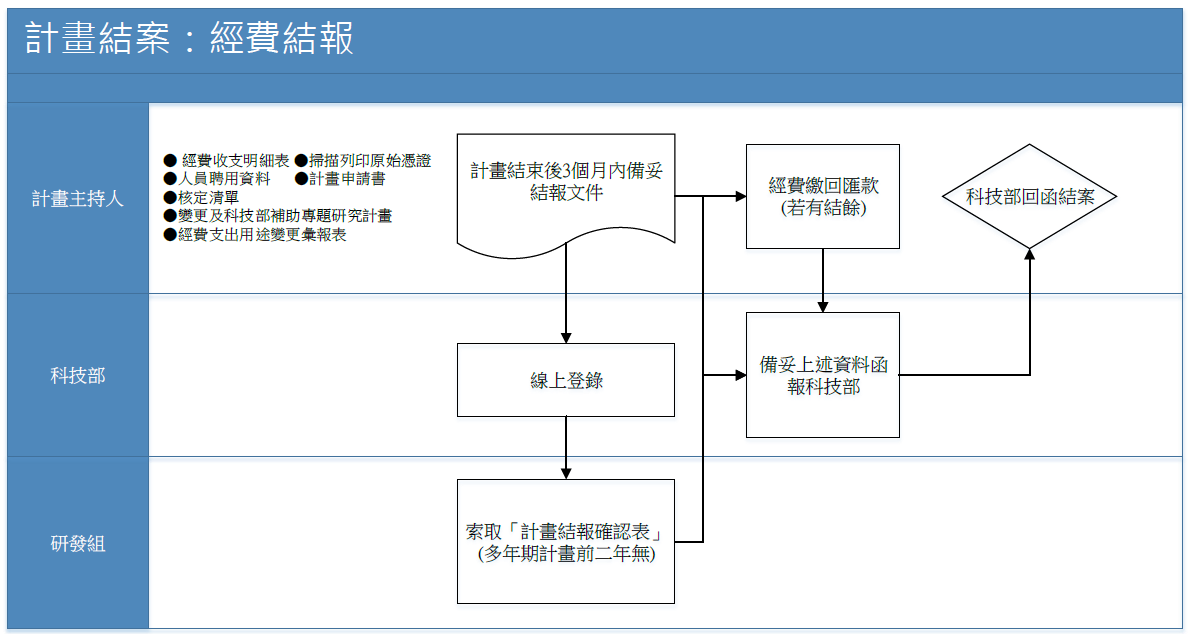 計畫結案：經費結報
計畫主持人
● 經費收支明細表 ●掃描列印原始憑證
●人員聘用資料 ●計畫申請書
●核定清單
●變更及科技部補助專題研究計畫
●經費支出用途變更彙報表
計畫結束後3個月內備妥
結報文件
經費繳回匯款
(若有結餘)
科技部回函結案
科技部
線上登錄
備妥上述資料函
報科技部
研發組
索取「計畫結報確認表」
(多年期計畫前二年無)